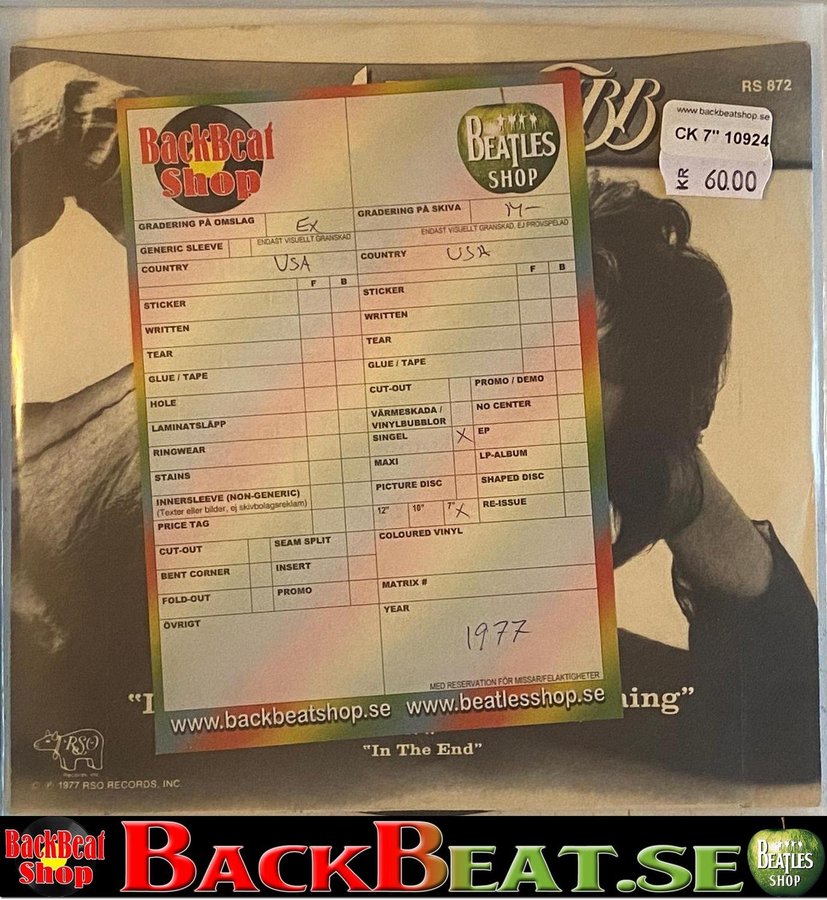 BB
RS 872
www.backbeatshop.se
CK 7" 10924
KR 60.00
BackBeat
Shop
BEATLES
SHOP
GRADERING PÅ OMSLAG Ex
ENDAST VISUELLT GRANSKAD
GENERIC SLEEVE
COUNTRY USA
F B
STICKER
WRITTEN
TEAR
GLUE / TAPE
HOLE
LAMINATSLÄPP
RINGWEAR
STAINS
INNERSLEEVE (NON-GENERIC)
(Texter eller bilder, ej skivbolagsreklam)
PRICE TAG
CUT-OUT SEAM SPLIT
BENT CORNER INSERT
FOLD-OUT PROMO
ÖVRIGT
GRADERING PÅ SKIVA M-
ENDAST VISUELLT GRANSKAD, EJ PROVSPELAD
COUNTRY USA
F B
STICKER
WRITTEN
TEAR
GLUE / TAPE
CUT-OUT PROMO / DEMO
VÄRMESKADA /
VINYLBUBBLOR NO CENTER
SINGEL X EP
MAXI LP-ALBUM
PICTURE DISC SHAPED DISC
12" 10" 7" X RE-ISSUE
COLOURED VINYL
MATRIX #
YEAR
1977
MED RESERVATION FÖR MISSAR/FELAKTIGHETER
www.backbeatshop.se www.beatlesshop.se
"In The End"
RSO
Records, Inc.
© ℗ 1977 RSO RECORDS, INC.
BackBeat
Shop
BACKBEAT.SE
BEATLES
SHOP